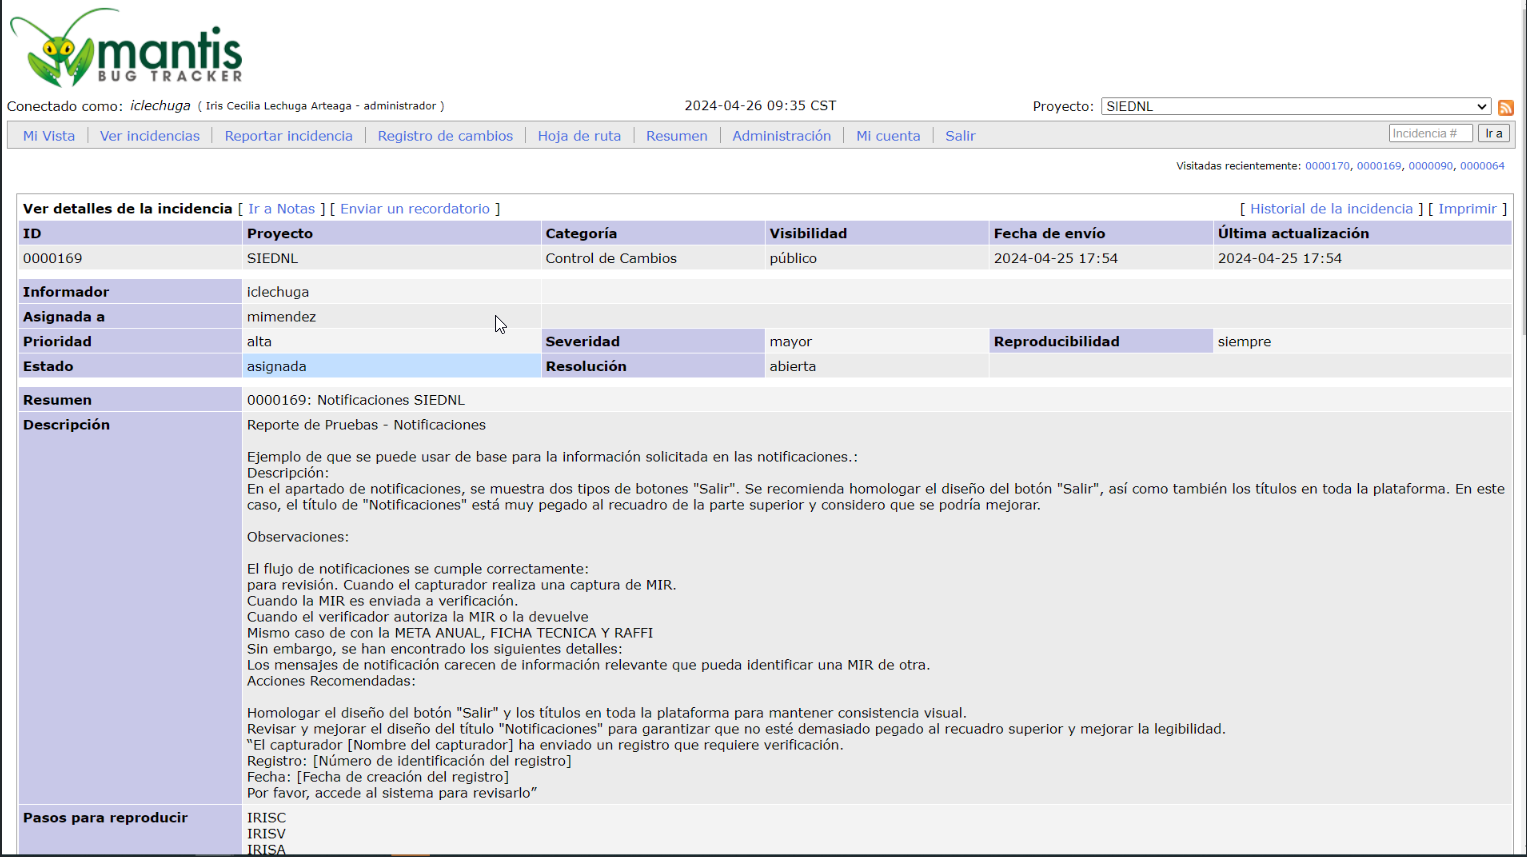 mantis
BUG TRACKER
Conectado como: iclechuga ( Iris Cecilia Lechuga Arteaga - administrador )
2024-04-26 09:35 CST
Proyecto: SIEDNL
Mi Vista
Ver incidencias
Reportar incidencia
Registro de cambios
Hoja de ruta
Resumen
Administración
Mi cuenta
Salir
Incidencia #
Ir a
Visitadas recientemente: 0000170, 0000169, 0000090, 0000064
Ver detalles de la incidencia [ Ir a Notas ] [ Enviar un recordatorio ]
[ Historial de la incidencia ] [ Imprimir ]
ID Proyecto Categoría Visibilidad Fecha de envío Última actualización
0000169 SIEDNL Control de Cambios público 2024-04-25 17:54 2024-04-25 17:54
Informador iclechuga
Asignada a mimendez
Prioridad alta Severidad mayor Reproducibilidad siempre
Estado asignada Resolución abierta
Resumen 0000169: Notificaciones SIEDNL
Descripción Reporte de Pruebas - Notificaciones
Ejemplo de que se puede usar de base para la información solicitada en las notificaciones.:
Descripción:
En el apartado de notificaciones, se muestra dos tipos de botones "Salir". Se recomienda homologar el diseño del botón "Salir", así como también los títulos en toda la plataforma. En este
caso, el título de "Notificaciones" está muy pegado al recuadro de la parte superior y considero que se podría mejorar.
Observaciones:
El flujo de notificaciones se cumple correctamente:
para revisión. Cuando el capturador realiza una captura de MIR.
Cuando la MIR es enviada a verificación.
Cuando el verificador autoriza la MIR o la devuelve
Mismo caso de con la META ANUAL, FICHA TECNICA Y RAFFI
Sin embargo, se han encontrado los siguientes detalles:
Los mensajes de notificación carecen de información relevante que pueda identificar una MIR de otra.
Acciones Recomendadas:
Homologar el diseño del botón "Salir" y los títulos en toda la plataforma para mantener consistencia visual.
Revisar y mejorar el diseño del título "Notificaciones" para garantizar que no esté demasiado pegado al recuadro superior y mejorar la legibilidad.
“El capturador [Nombre del capturador] ha enviado un registro que requiere verificación.
Registro: [Número de identificación del registro]
Fecha: [Fecha de creación del registro]
Por favor, accede al sistema para revisarlo”
Pasos para reproducir IRISC
IRISV
IRISA